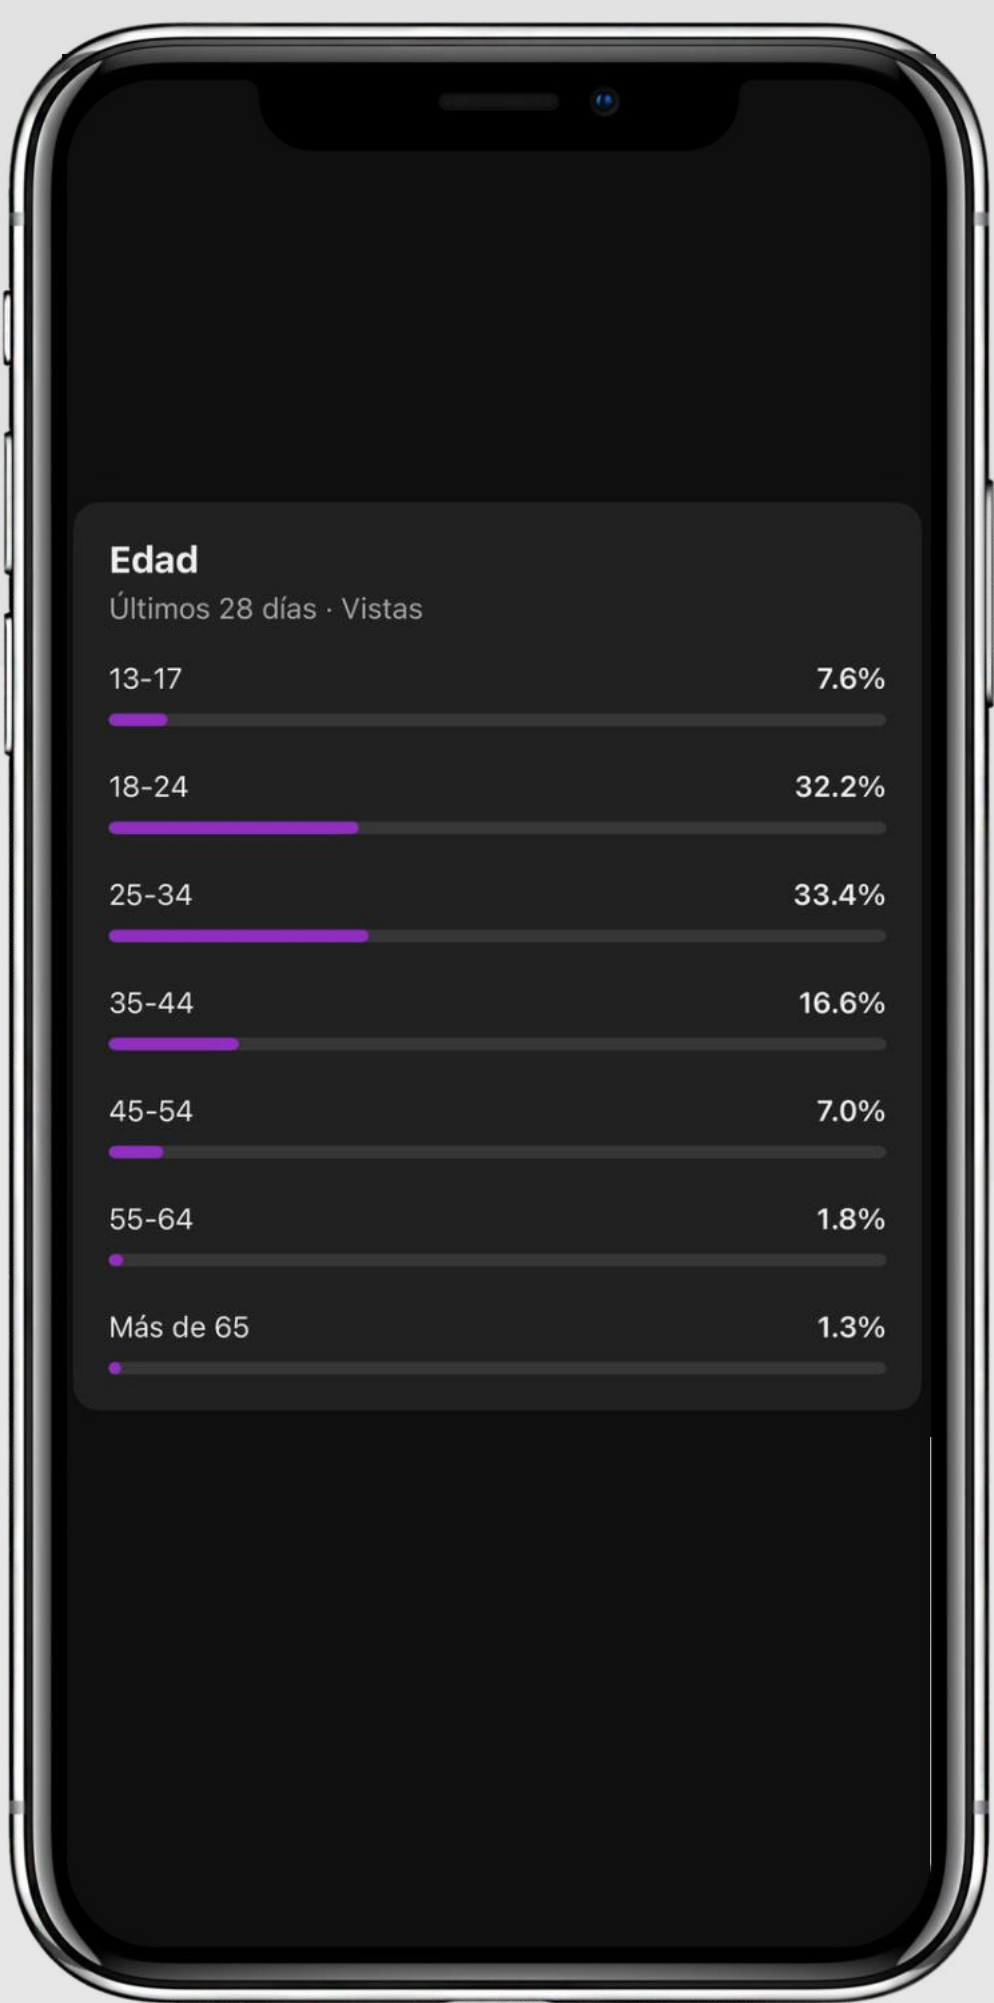 Edad
Últimos 28 días · Vistas
13-17 7.6%
18-24 32.2%
25-34 33.4%
35-44 16.6%
45-54 7.0%
55-64 1.8%
Más de 65 1.3%